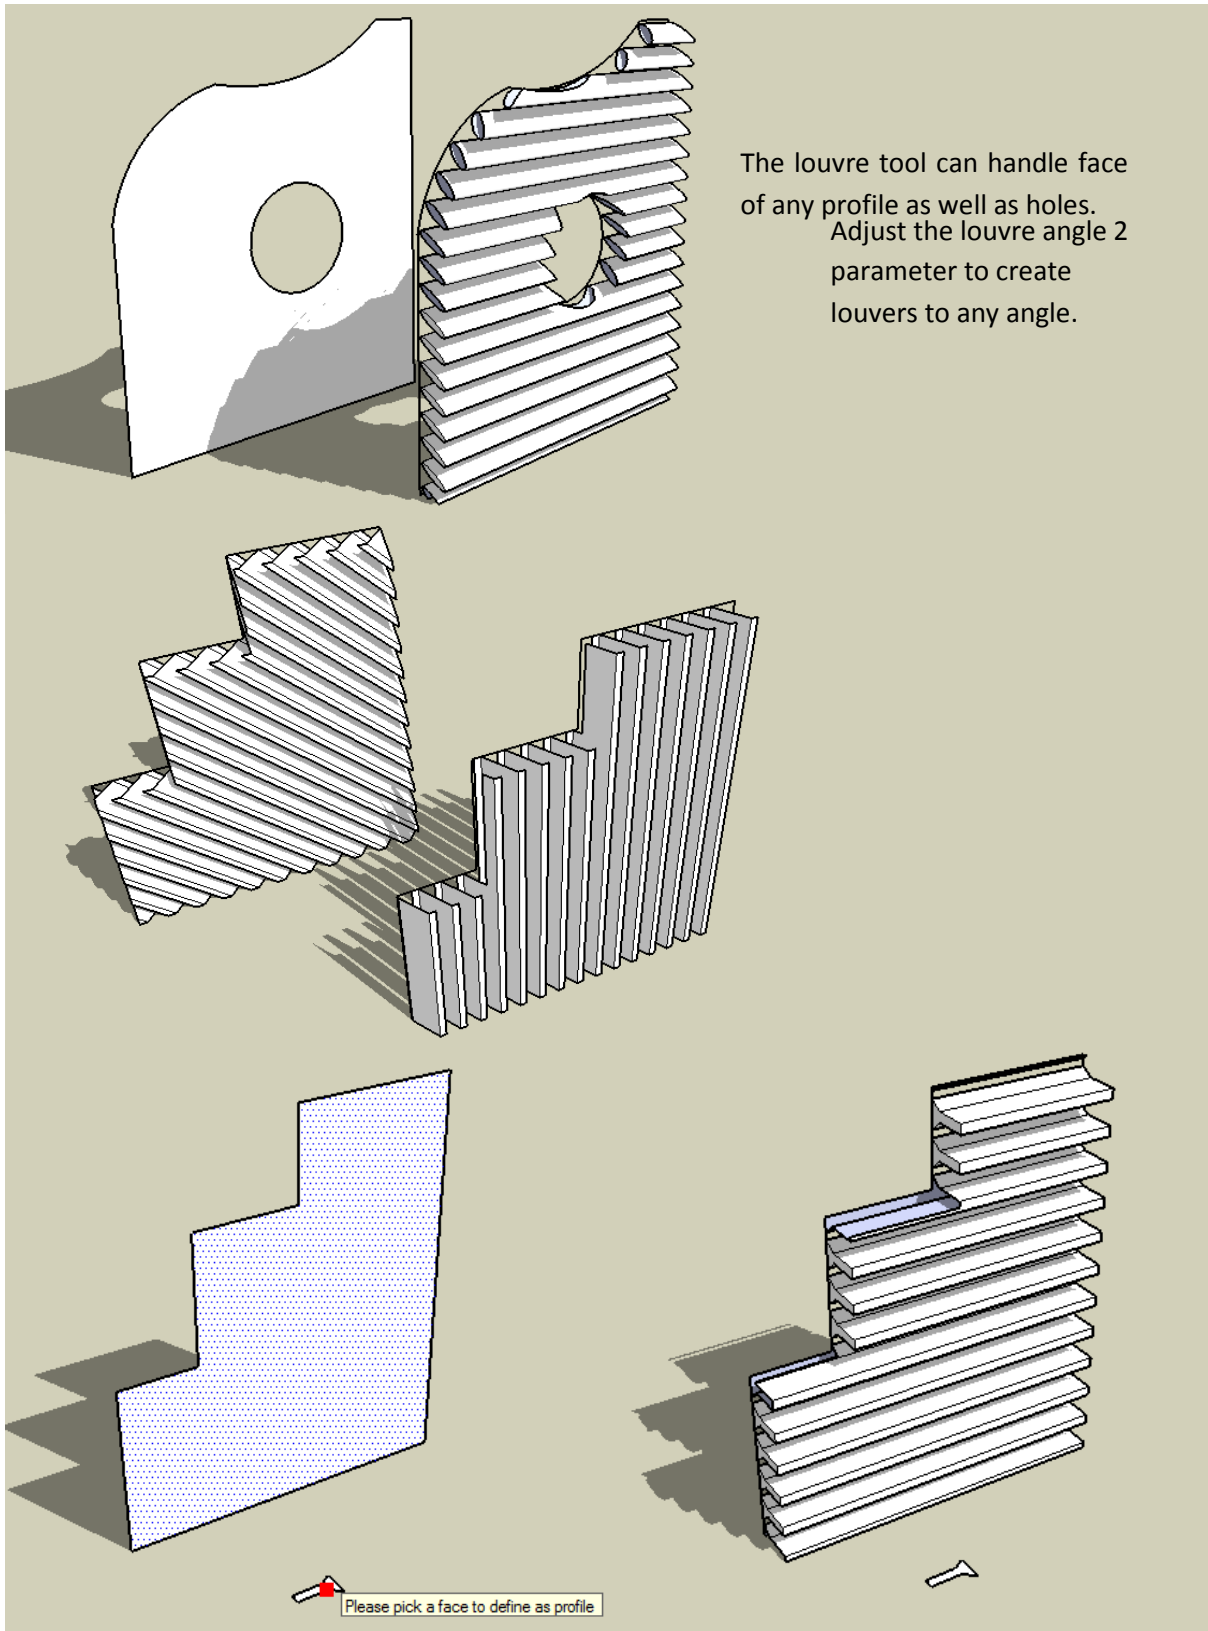 The louvre tool can handle face
of any profile as well as holes.
Adjust the louvre angle 2
parameter to create
louvers to any angle.
Please pick a face to define as profile